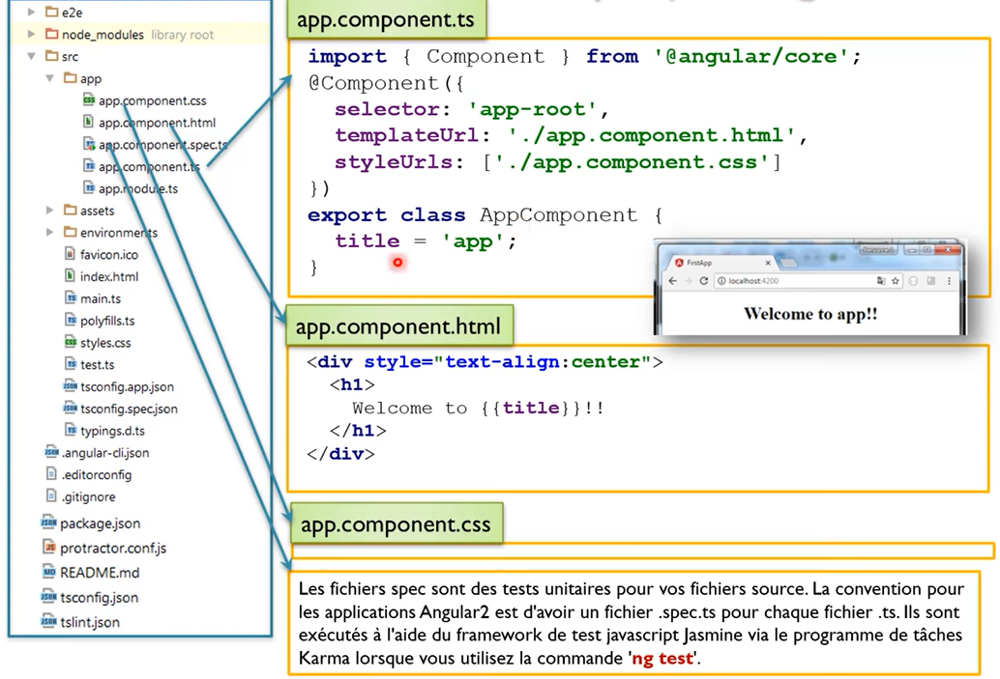 e2e
node_modules library root
src
app
app.component.css
app.component.html
app.component.spec.ts
app.component.ts
app.module.ts
assets
environments
favicon.ico
index.html
main.ts
polyfills.ts
styles.css
test.ts
tsconfig.app.json
tsconfig.spec.json
typings.d.ts
.angular-cli.json
.editorconfig
.gitignore
package.json
protractor.conf.js
README.md
tsconfig.json
tslint.json
app.component.ts
import { Component } from '@angular/core';
@Component({
selector: 'app-root',
templateUrl: './app.component.html',
styleUrls: ['./app.component.css']
})
export class AppComponent {
title = 'app';
}
FirstApp
localhost:4200
Welcome to app!!
app.component.html
<div style="text-align:center">
<h1>
Welcome to {{title}}!!
</h1>
</div>
app.component.css
Les fichiers spec sont des tests unitaires pour vos fichiers source. La convention pour
les applications Angular2 est d'avoir un fichier .spec.ts pour chaque fichier .ts. Ils sont
exécutés à l'aide du framework de test javascript Jasmine via le programme de tâches
Karma lorsque vous utilisez la commande 'ng test'.